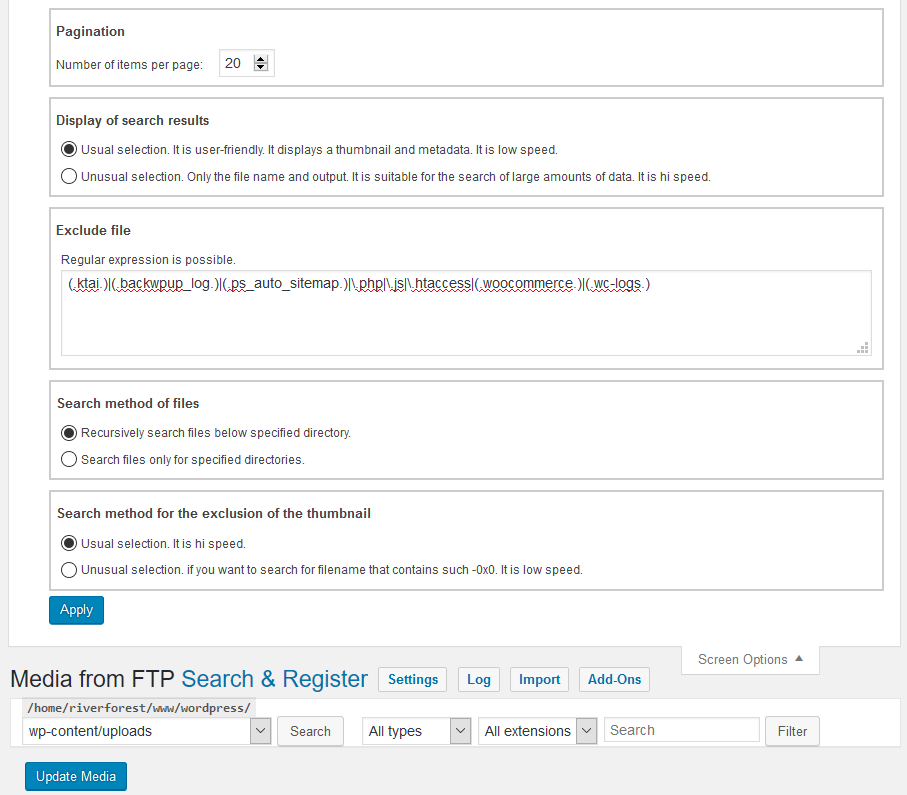 Pagination
Number of items per page: 20
Display of search results
Usual selection. It is user-friendly. It displays a thumbnail and metadata. It is low speed.
Unusual selection. Only the file name and output. It is suitable for the search of large amounts of data. It is hi speed.
Exclude file
Regular expression is possible.
(.ktai.)|(.backwpup_log.)|(.ps_auto_sitemap.)|\.php|\.js|\.htaccess|(.woocommerce.)|(.wc-logs.)
Search method of files
Recursively search files below specified directory.
Search files only for specified directories.
Search method for the exclusion of the thumbnail
Usual selection. It is hi speed.
Unusual selection. if you want to search for filename that contains such -0x0. It is low speed.
Apply
Screen Options
Media from FTP Search & Register Settings Log Import Add-Ons
/home/riverforest/www/wordpress/
wp-content/uploads Search All types All extensions Search Filter
Update Media